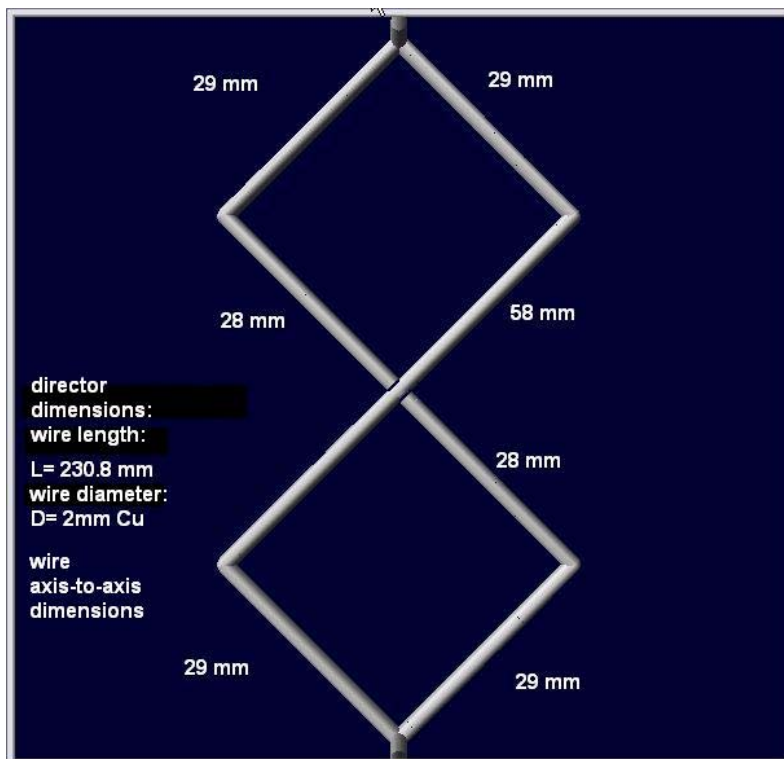 29 mm
29 mm
28 mm
58 mm
director
dimensions:
wire length:
L= 230.8 mm
wire diameter:
D= 2mm Cu
28 mm
wire
axis-to-axis
dimensions
29 mm
29 mm